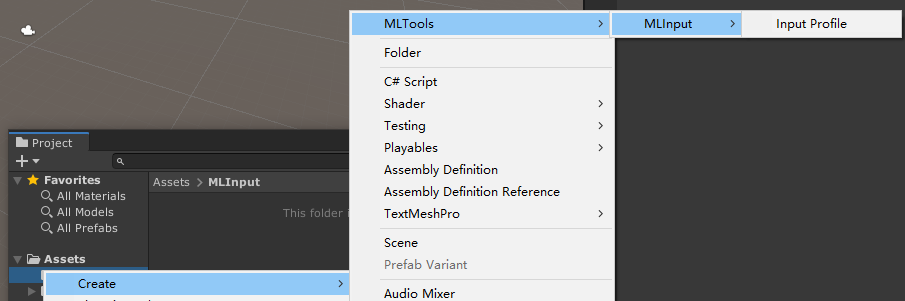 MLTools
MLInput
Input Profile
Folder
C# Script
Shader
Testing
Playables
Assembly Definition
Assembly Definition Reference
TextMeshPro
Scene
Prefab Variant
Audio Mixer
Project
Favorites
All Materials
All Models
All Prefabs
Assets
Assets > MLInput
This folder i
Create